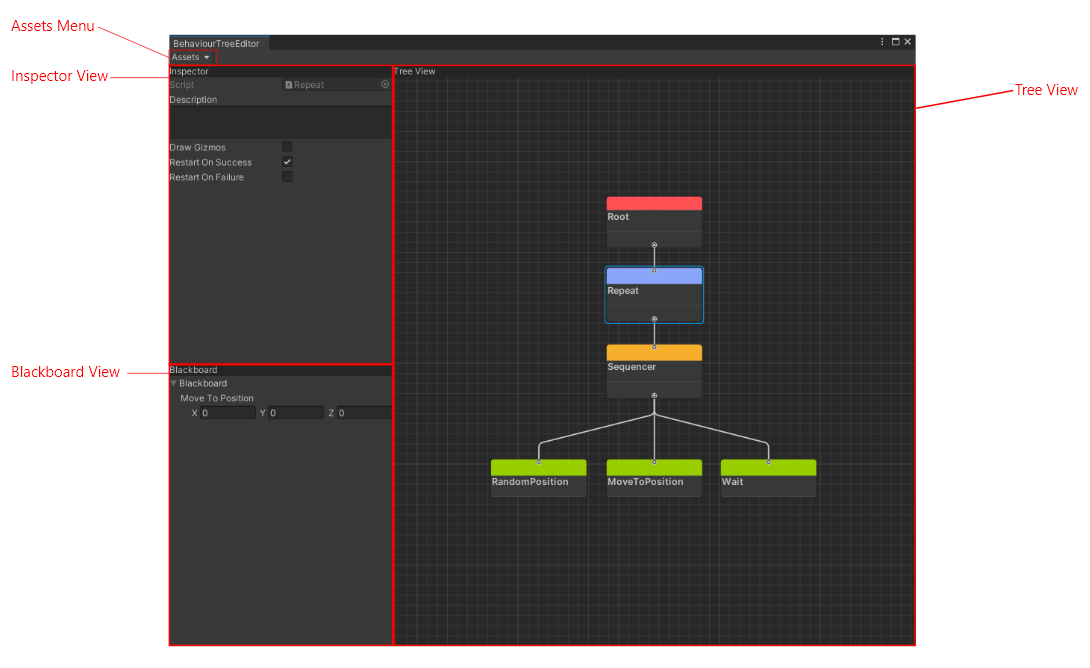 Assets Menu
BehaviourTreeEditor
Assets
Inspector View
Inspector
Tree View
Script
Repeat
Tree View
Description
Draw Gizmos
Restart On Success
Restart On Failure
Root
Repeat
Sequencer
Blackboard View
Blackboard
Blackboard
Move To Position
X 0 Y 0 Z 0
RandomPosition
MoveToPosition
Wait